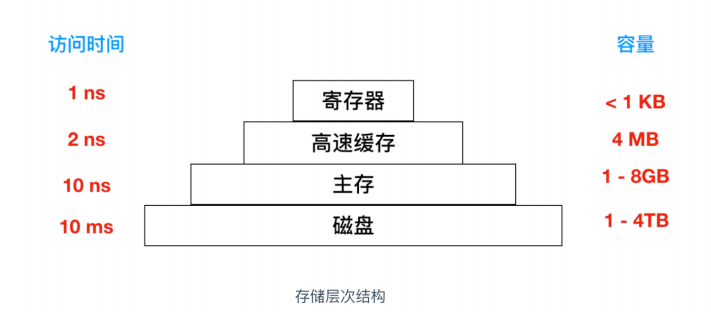 访问时间
容量
1 ns
寄存器
< 1 KB
2 ns
高速缓存
4 MB
10 ns
主存
1 - 8GB
10 ms
磁盘
1 - 4TB
存储层次结构